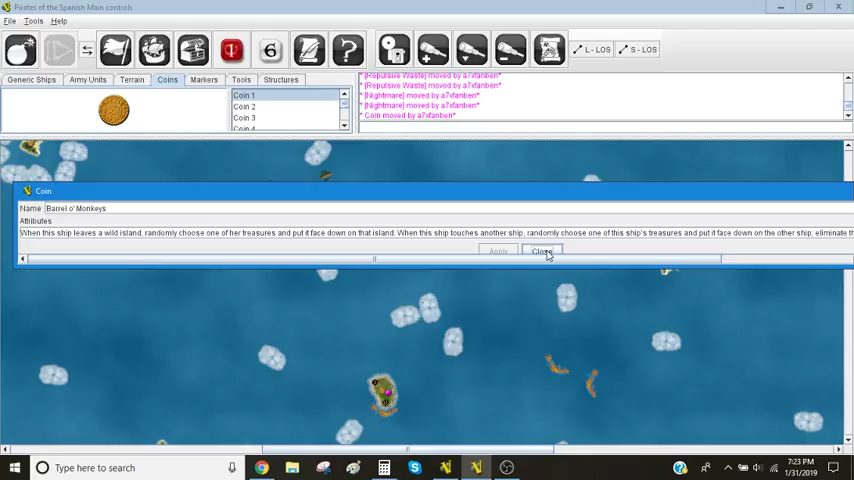 Pirates of the Spanish Main controls
File Tools Help
6
L - LOS
S - LOS
Generic Ships Army Units Terrain Coins Markers Tools Structures
Coin 1
Coin 2
Coin 3
Coin 4
* [Repulsive Waste] moved by a7xfanben*
* [Repulsive Waste] moved by a7xfanben*
* [Nightmare] moved by a7xfanben*
* [Nightmare] moved by a7xfanben*
* Coin moved by a7xfanben*
Coin
Name Barrel o' Monkeys
Attributes
When this ship leaves a wild island, randomly choose one of her treasures and put it face down on that island. When this ship touches another ship, randomly choose one of this ship's treasures and put it face down on the other ship; eliminate th
Apply Close
Type here to search
7:23 PM
1/31/2019